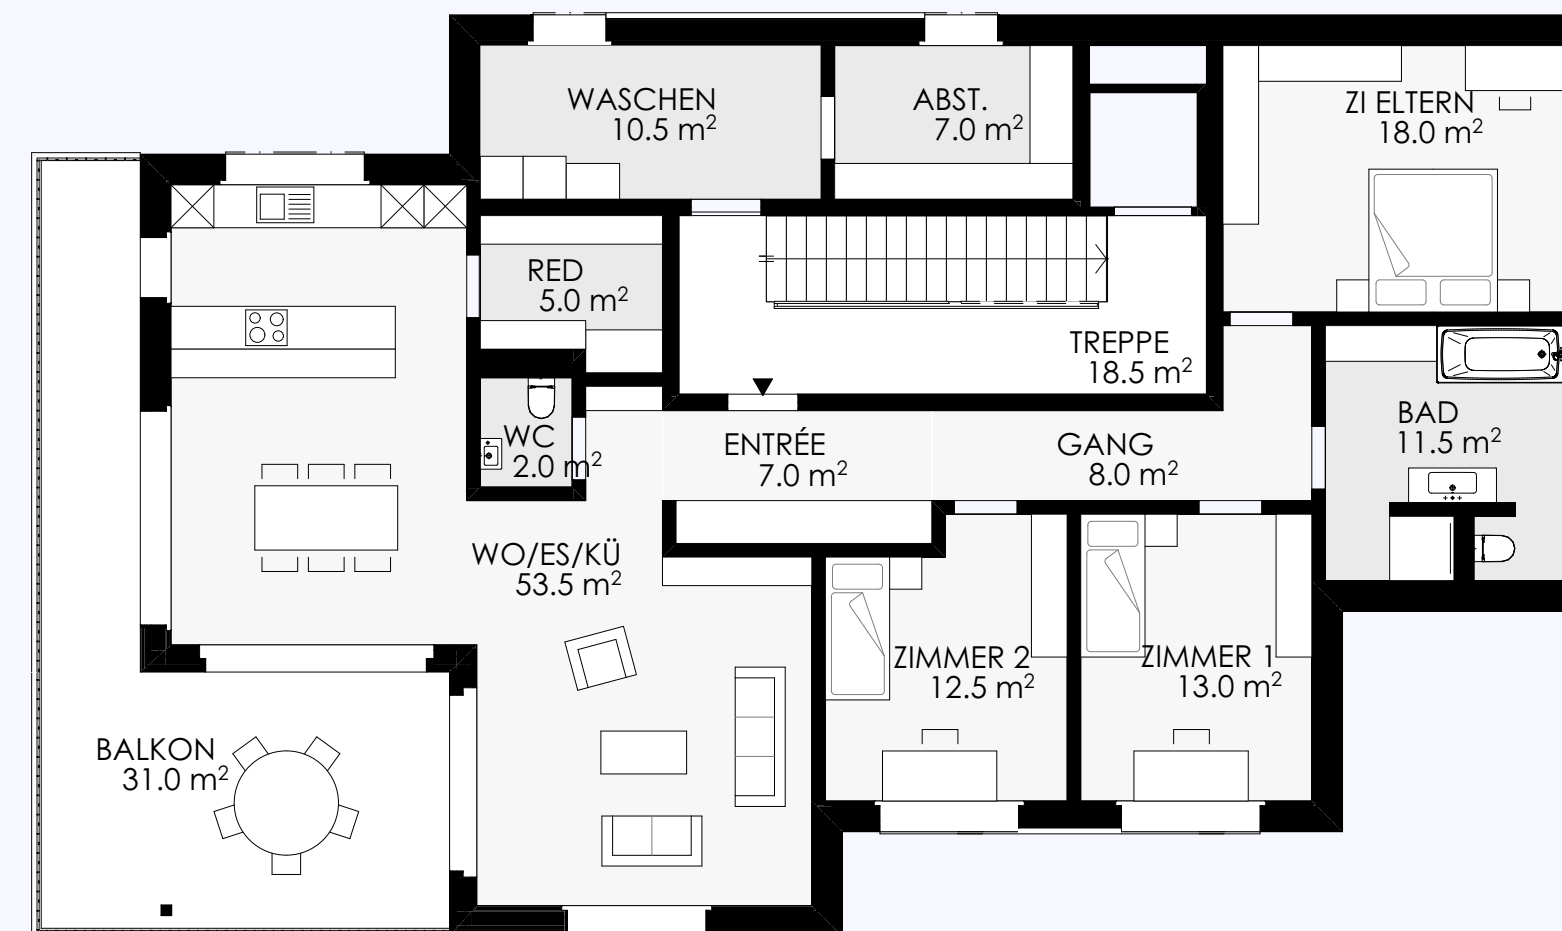 WASCHEN
10.5 m²
ABST.
7.0 m²
ZI ELTERN
18.0 m²
RED
5.0 m²
TREPPE
18.5 m²
WC
2.0 m²
ENTRÉE
7.0 m²
GANG
8.0 m²
BAD
11.5 m²
WO/ES/KÜ
53.5 m²
ZIMMER 2
12.5 m²
ZIMMER 1
13.0 m²
BALKON
31.0 m²